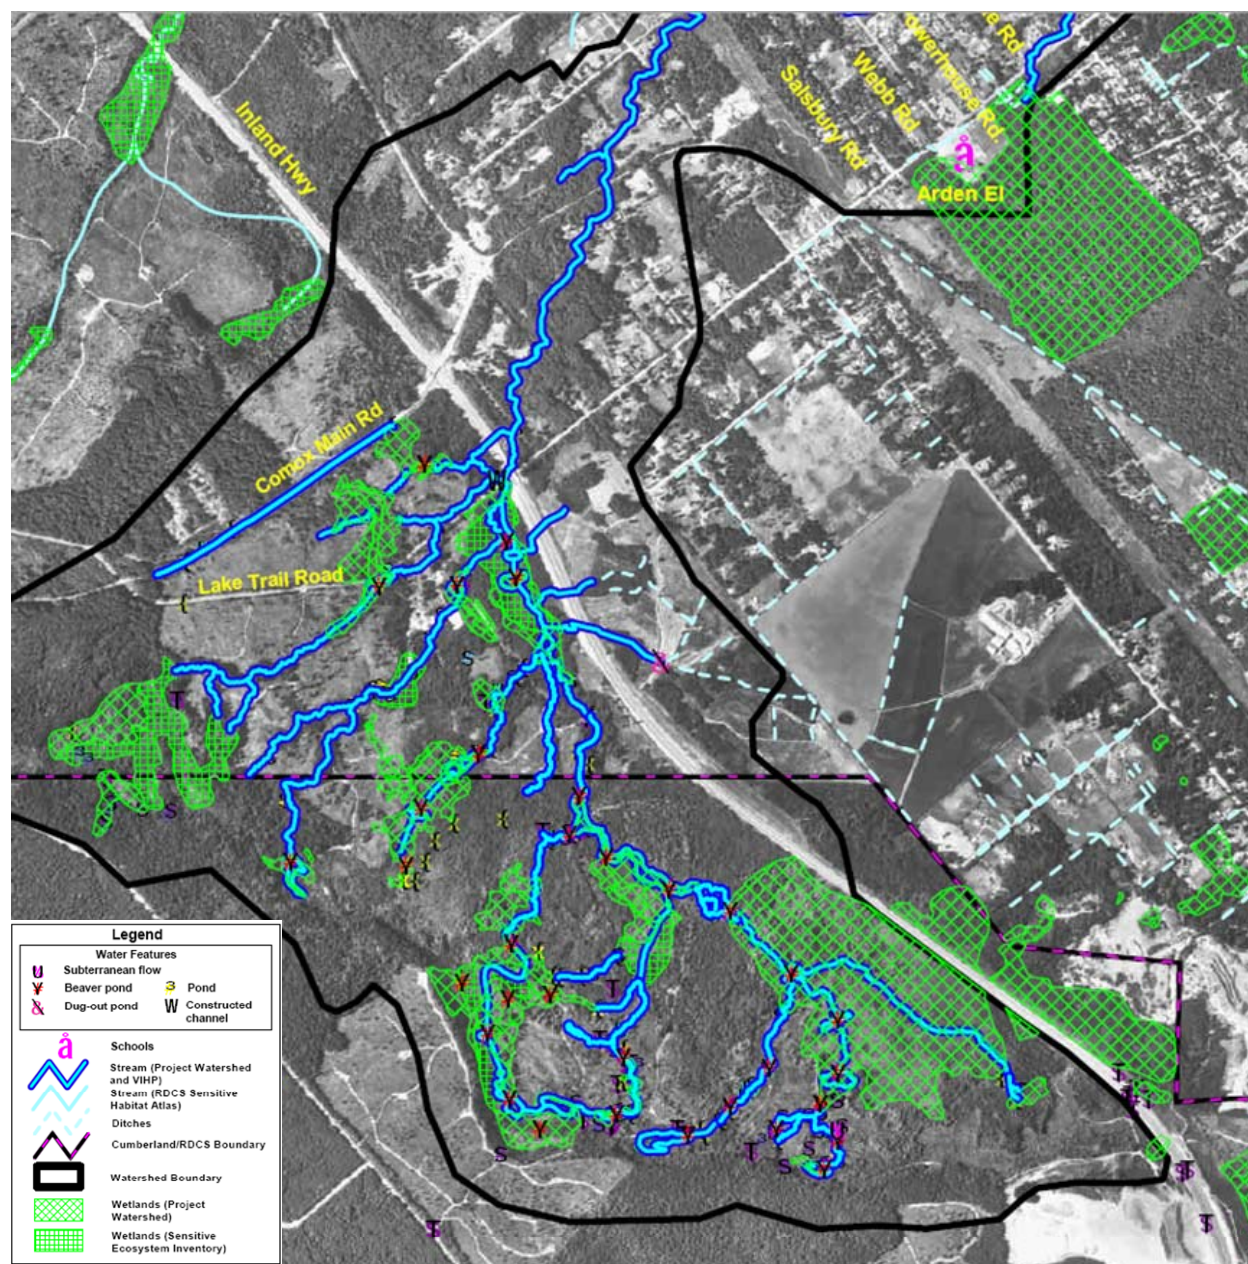 Inland Hwy
Salsbury Rd
Webb Rd
owerhouse Rd.
e Rd
å
Arden El
Comox Main Rd
Lake Trail Road
W
Legend
Water Features
Subterranean flow
Beaver pond
Pond
Dug-out pond
W Constructed
channel
å Schools
Stream (Project Watershed
and VIHP)
Stream (RDCS Sensitive
Habitat Atlas)
Ditches
Cumberland/RDCS Boundary
Watershed Boundary
Wetlands (Project
Watershed)
Wetlands (Sensitive
Ecosystem Inventory)